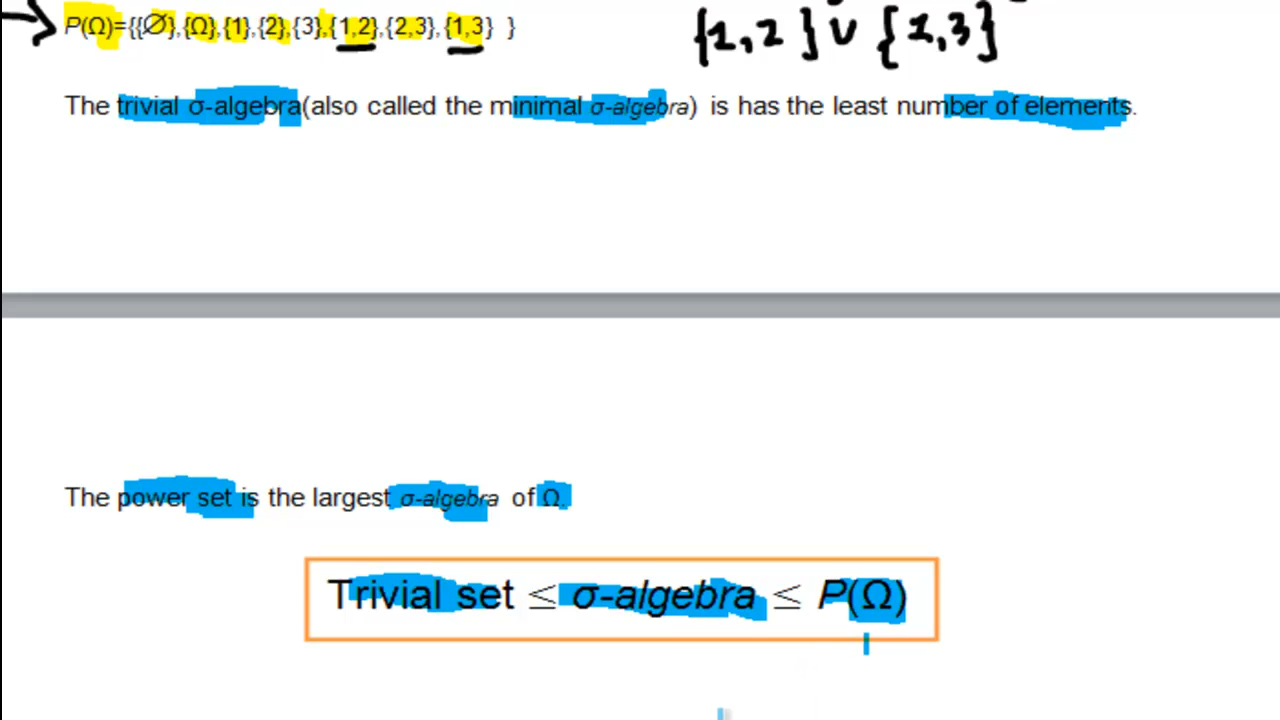 P(Ω)={{∅},{Ω},{1},{2},{3},{1,2},{2,3},{1,3} }
{1,2} ∪ {1,3}
The trivial σ-algebra(also called the minimal σ-algebra) is has the least number of elements.
The power set is the largest σ-algebra of Ω.
Trivial set ≤ σ-algebra ≤ P(Ω)